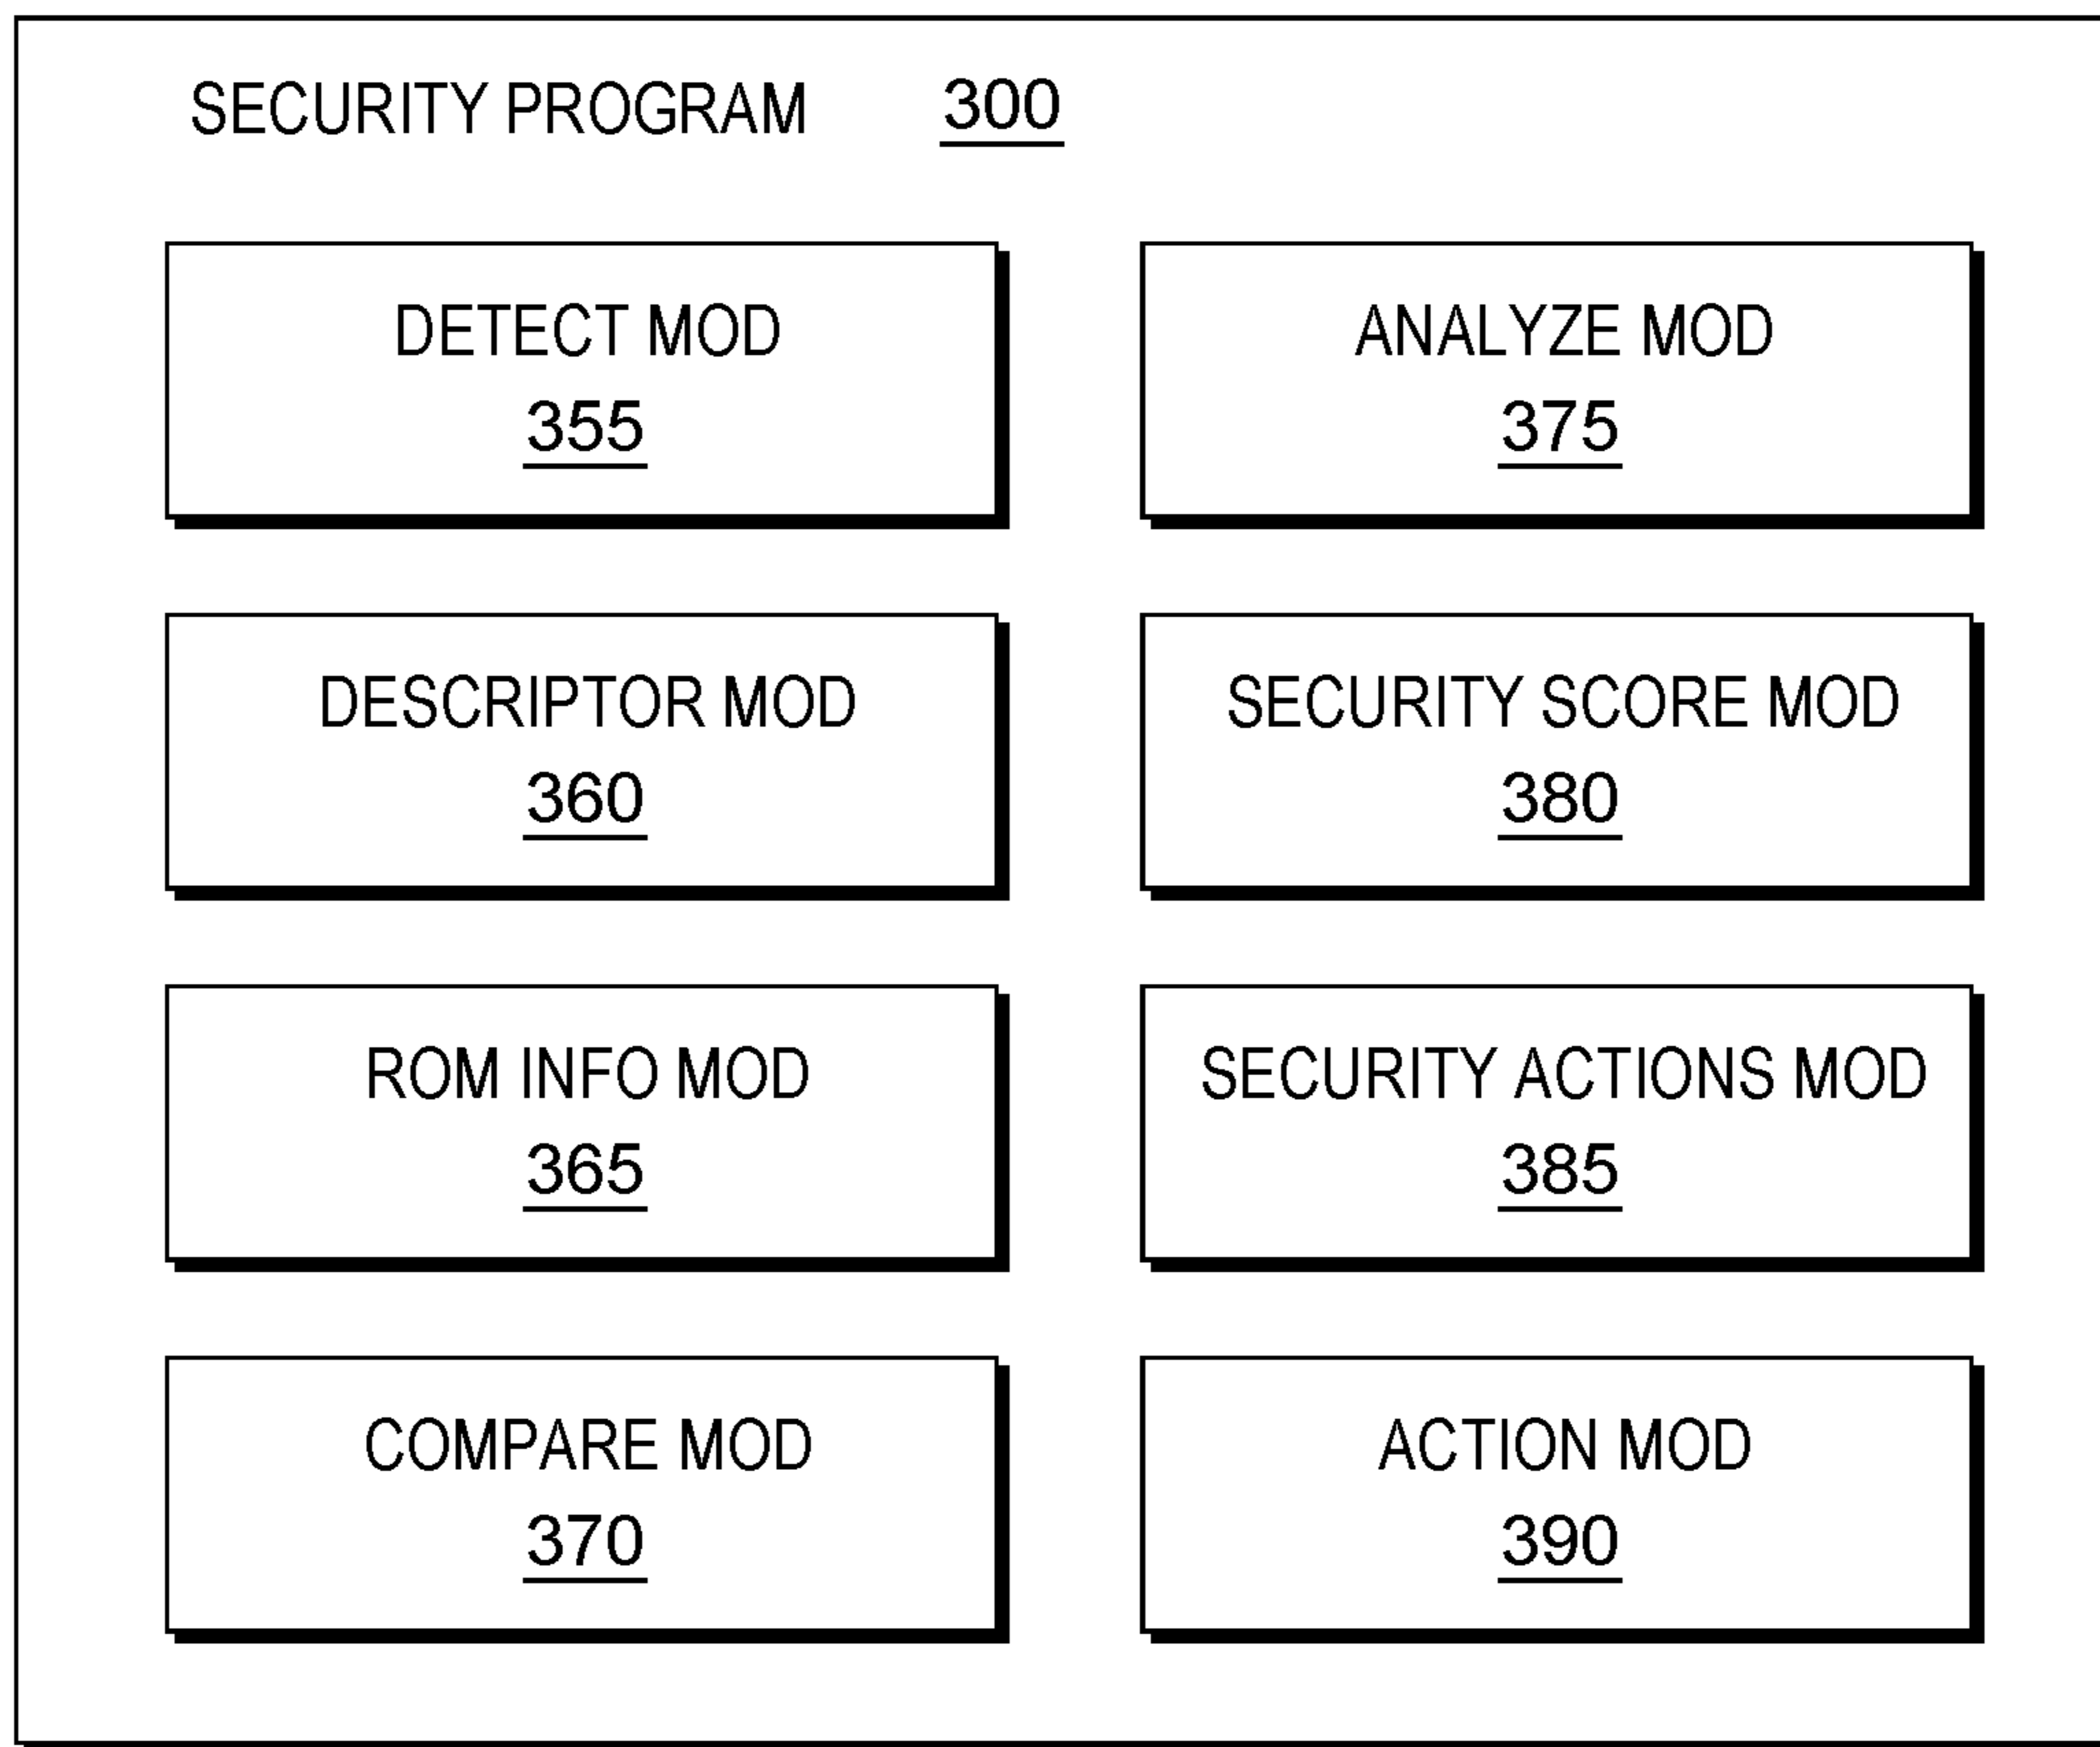 SECURITY PROGRAM 300
DETECT MOD
355
ANALYZE MOD
375
DESCRIPTOR MOD
360
SECURITY SCORE MOD
380
ROM INFO MOD
365
SECURITY ACTIONS MOD
385
COMPARE MOD
370
ACTION MOD
390